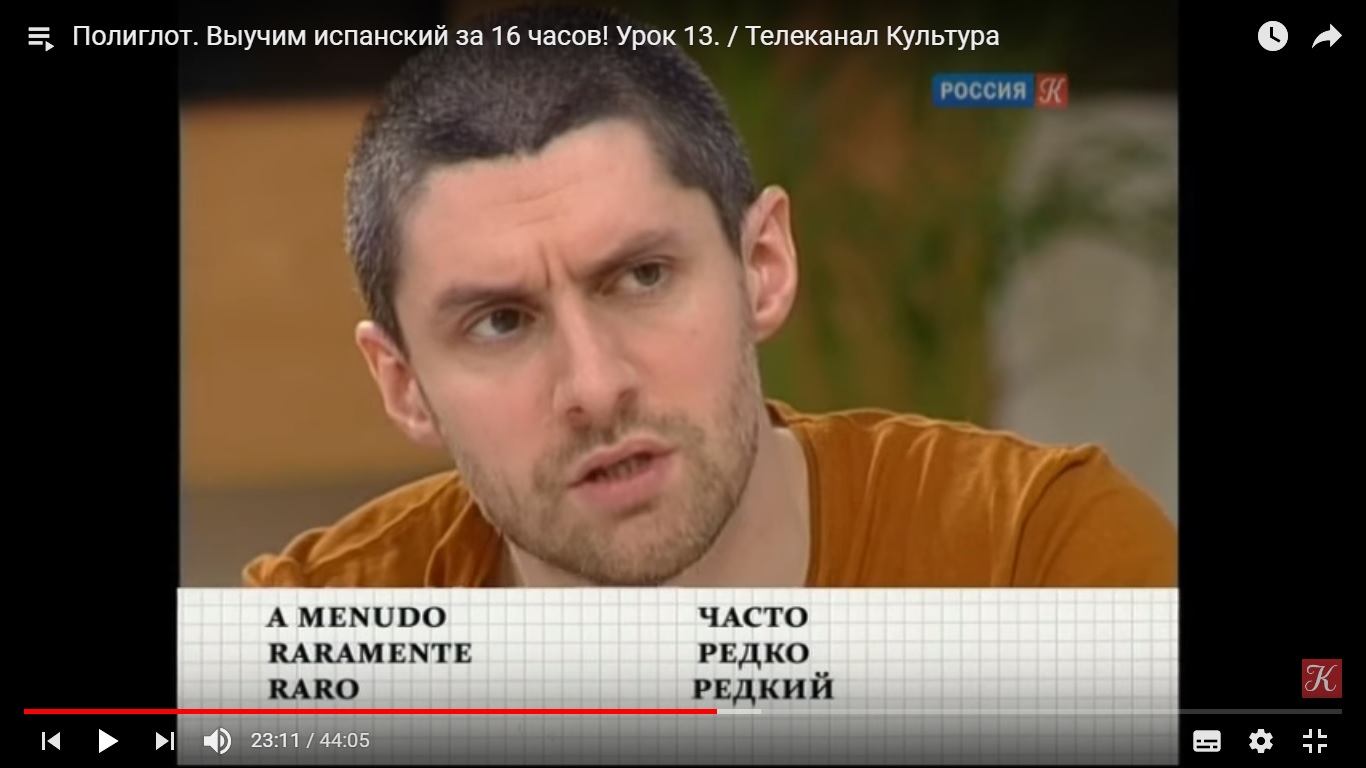 Полиглот. Выучим испанский за 16 часов! Урок 13. / Телеканал Культура
РОССИЯ К
A MENUDO ЧАСТО
RARAMENTE РЕДКО
RARO РЕДКИЙ
К
23:11 / 44:05